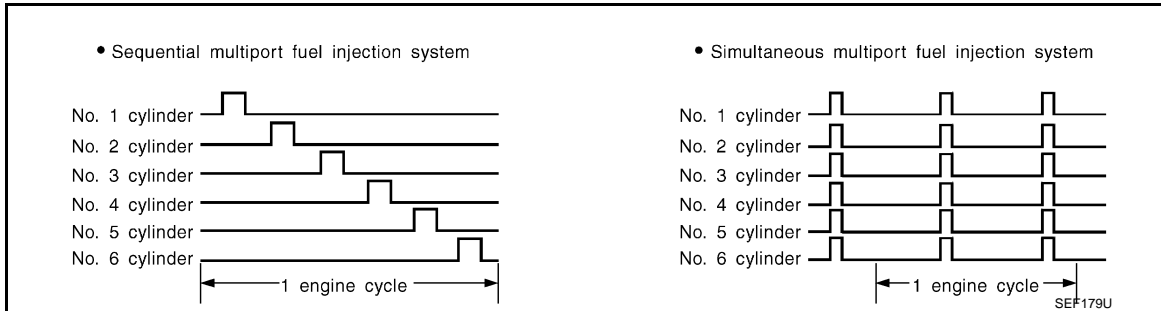 • Sequential multiport fuel injection system
No. 1 cylinder
No. 2 cylinder
No. 3 cylinder
No. 4 cylinder
No. 5 cylinder
No. 6 cylinder
1 engine cycle
• Simultaneous multiport fuel injection system
No. 1 cylinder
No. 2 cylinder
No. 3 cylinder
No. 4 cylinder
No. 5 cylinder
No. 6 cylinder
1 engine cycle
SEF179U